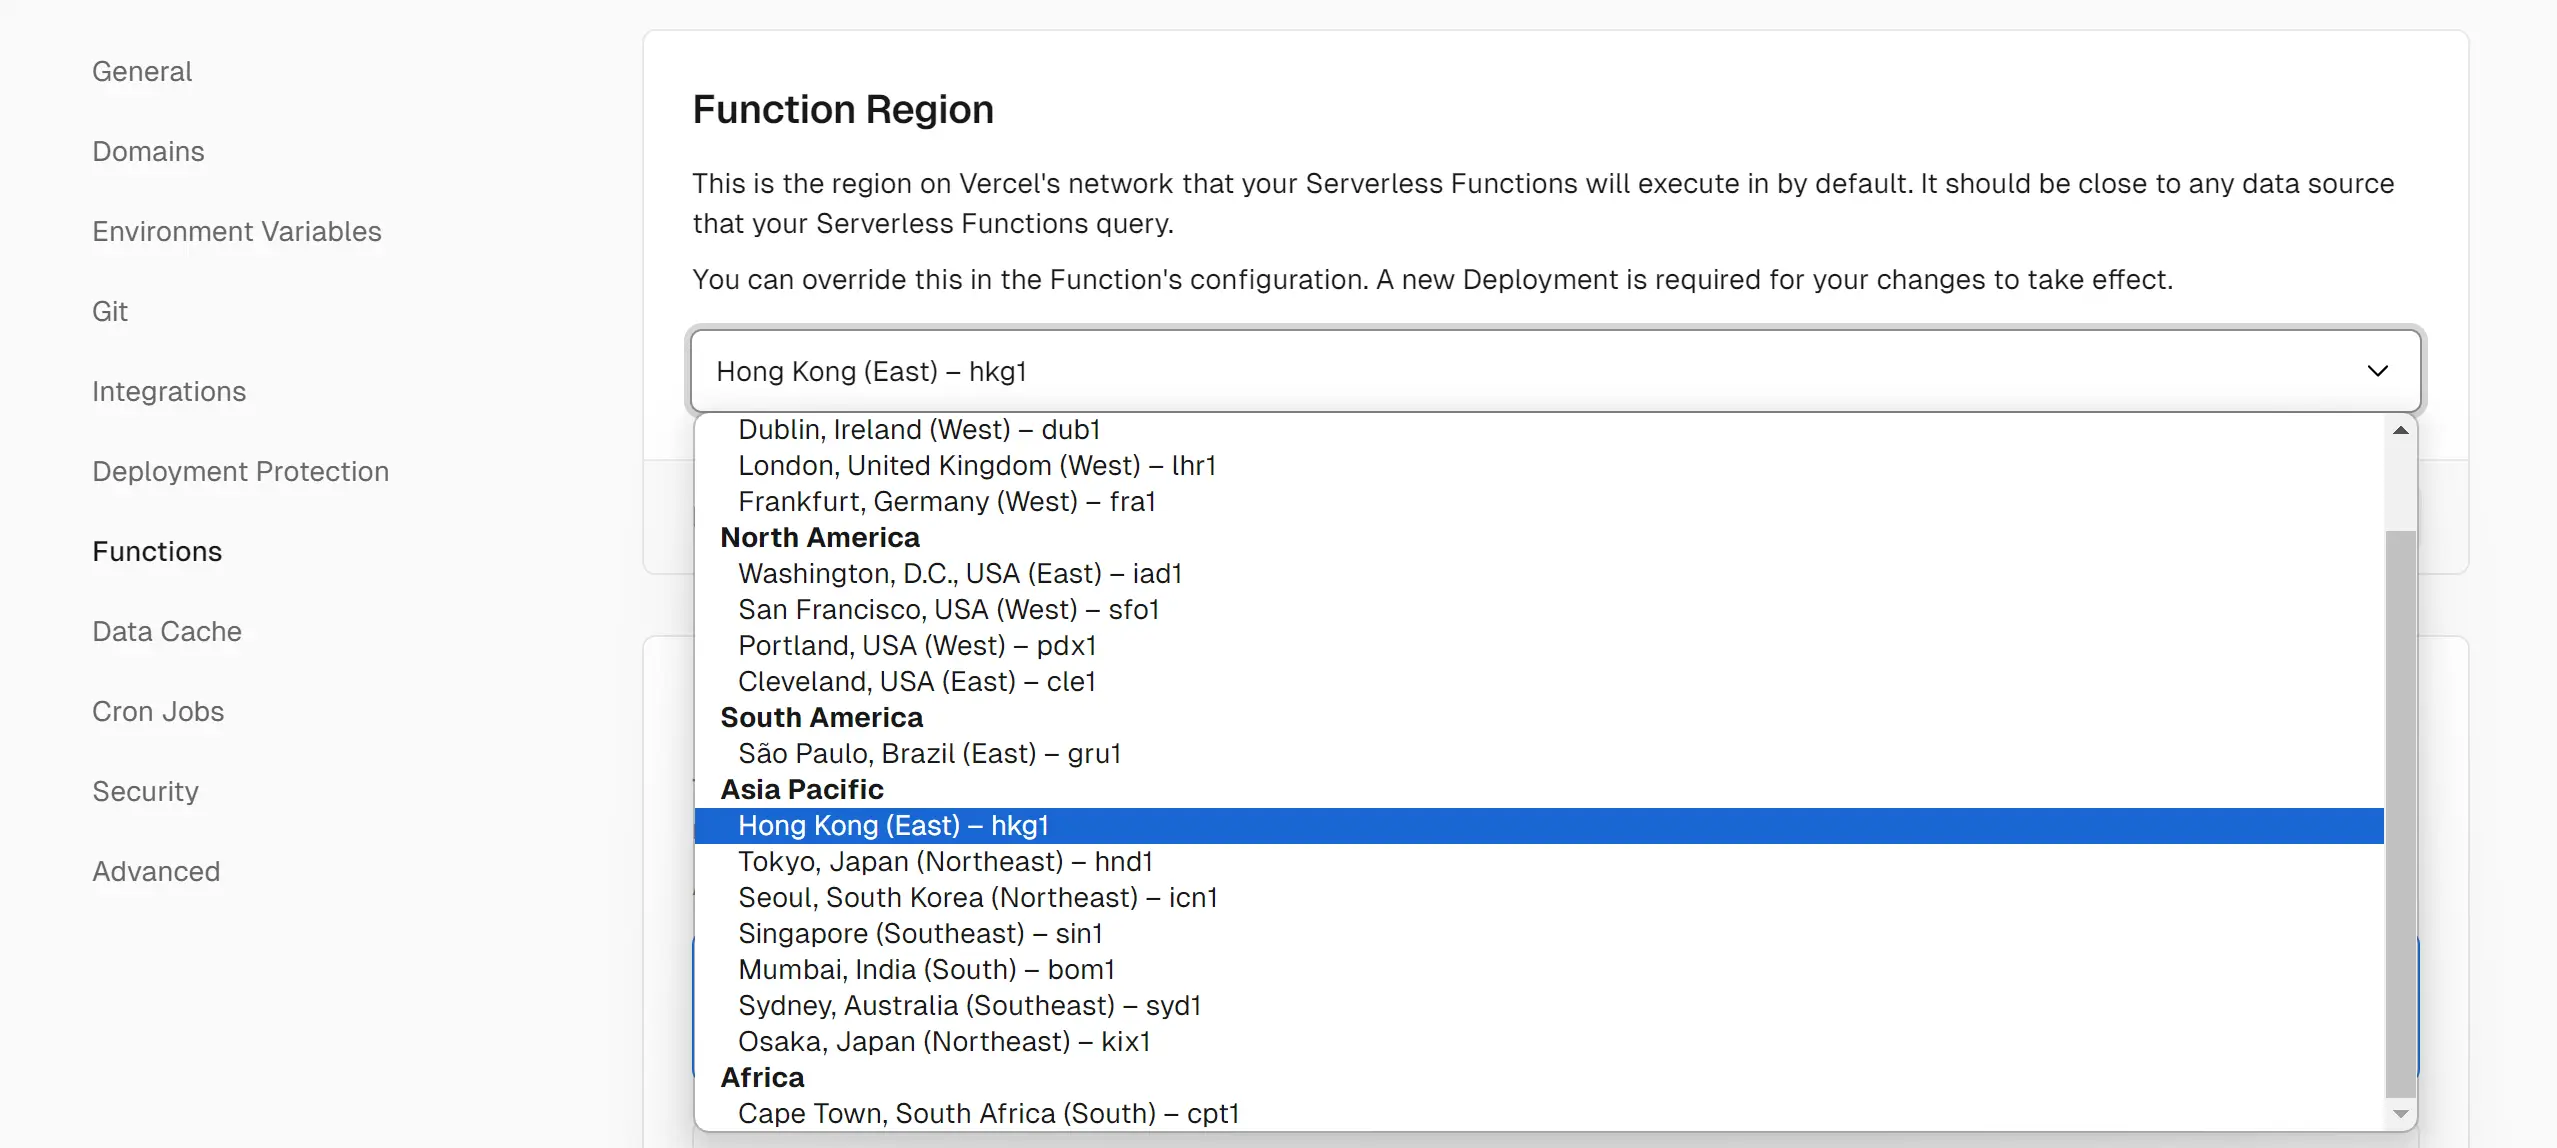 General
Domains
Environment Variables
Git
Integrations
Deployment Protection
Functions
Data Cache
Cron Jobs
Security
Advanced
Function Region
This is the region on Vercel's network that your Serverless Functions will execute in by default. It should be close to any data source
that your Serverless Functions query.
You can override this in the Function's configuration. A new Deployment is required for your changes to take effect.
Hong Kong (East) – hkg1
Dublin, Ireland (West) – dub1
London, United Kingdom (West) – lhr1
Frankfurt, Germany (West) – fra1
North America
Washington, D.C., USA (East) – iad1
San Francisco, USA (West) – sfo1
Portland, USA (West) – pdx1
Cleveland, USA (East) – cle1
South America
São Paulo, Brazil (East) – gru1
Asia Pacific
Hong Kong (East) – hkg1
Tokyo, Japan (Northeast) – hnd1
Seoul, South Korea (Northeast) – icn1
Singapore (Southeast) – sin1
Mumbai, India (South) – bom1
Sydney, Australia (Southeast) – syd1
Osaka, Japan (Northeast) – kix1
Africa
Cape Town, South Africa (South) – cpt1